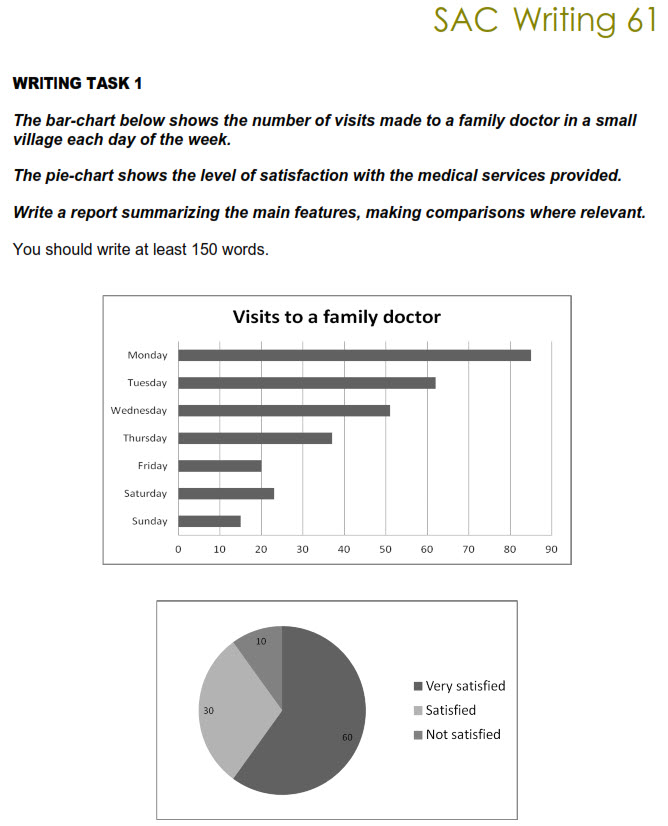 SAC Writing 61
WRITING TASK 1
The bar-chart below shows the number of visits made to a family doctor in a small
village each day of the week.
The pie-chart shows the level of satisfaction with the medical services provided.
Write a report summarizing the main features, making comparisons where relevant.
You should write at least 150 words.
Visits to a family doctor
Monday
Tuesday
Wednesday
Thursday
Friday
Saturday
Sunday
0 10 20 30 40 50 60 70 80 90
10
30
60
Very satisfied
Satisfied
Not satisfied